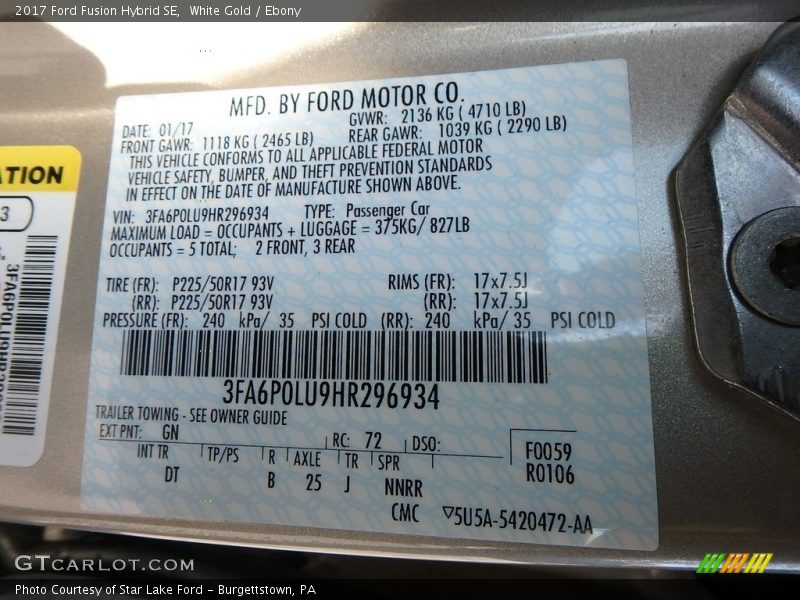 2017 Ford Fusion Hybrid SE, White Gold / Ebony
MFD. BY FORD MOTOR CO.
DATE: 01/17 GVWR: 2136 KG ( 4710 LB)
FRONT GAWR: 1118 KG ( 2465 LB) REAR GAWR: 1039 KG ( 2290 LB)
THIS VEHICLE CONFORMS TO ALL APPLICABLE FEDERAL MOTOR
VEHICLE SAFETY, BUMPER, AND THEFT PREVENTION STANDARDS
IN EFFECT ON THE DATE OF MANUFACTURE SHOWN ABOVE.
VIN: 3FA6P0LU9HR296934 TYPE: Passenger Car
MAXIMUM LOAD = OCCUPANTS + LUGGAGE = 375KG/ 827LB
OCCUPANTS = 5 TOTAL; 2 FRONT, 3 REAR
TIRE (FR): P225/50R17 93V RIMS (FR): 17x7.5J
(RR): P225/50R17 93V (RR): 17x7.5J
PRESSURE (FR): 240 kPa/ 35 PSI COLD (RR): 240 kPa/ 35 PSI COLD
3FA6P0LU9HR296934
TRAILER TOWING - SEE OWNER GUIDE
EXT PNT: GN RC: 72 DSO:
INT TR TP/PS R AXLE TR SPR
DT B 25 J NNRR
F0059
R0106
CMC ▽5U5A-5420472-AA
ATION
3
GTCARLOT.COM
Photo Courtesy of Star Lake Ford - Burgettstown, PA